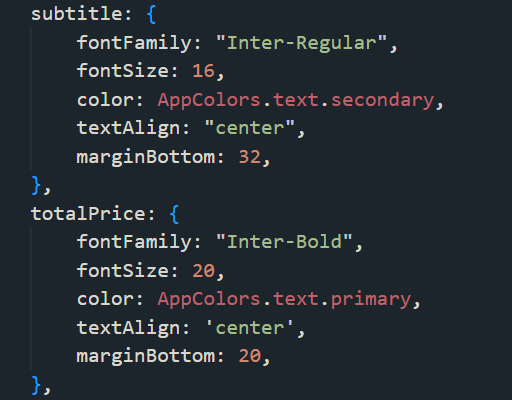 subtitle: {
    fontFamily: "Inter-Regular",
    fontSize: 16,
    color: AppColors.text.secondary,
    textAlign: "center",
    marginBottom: 32,
},
totalPrice: {
    fontFamily: "Inter-Bold",
    fontSize: 20,
    color: AppColors.text.primary,
    textAlign: 'center',
    marginBottom: 20,
},